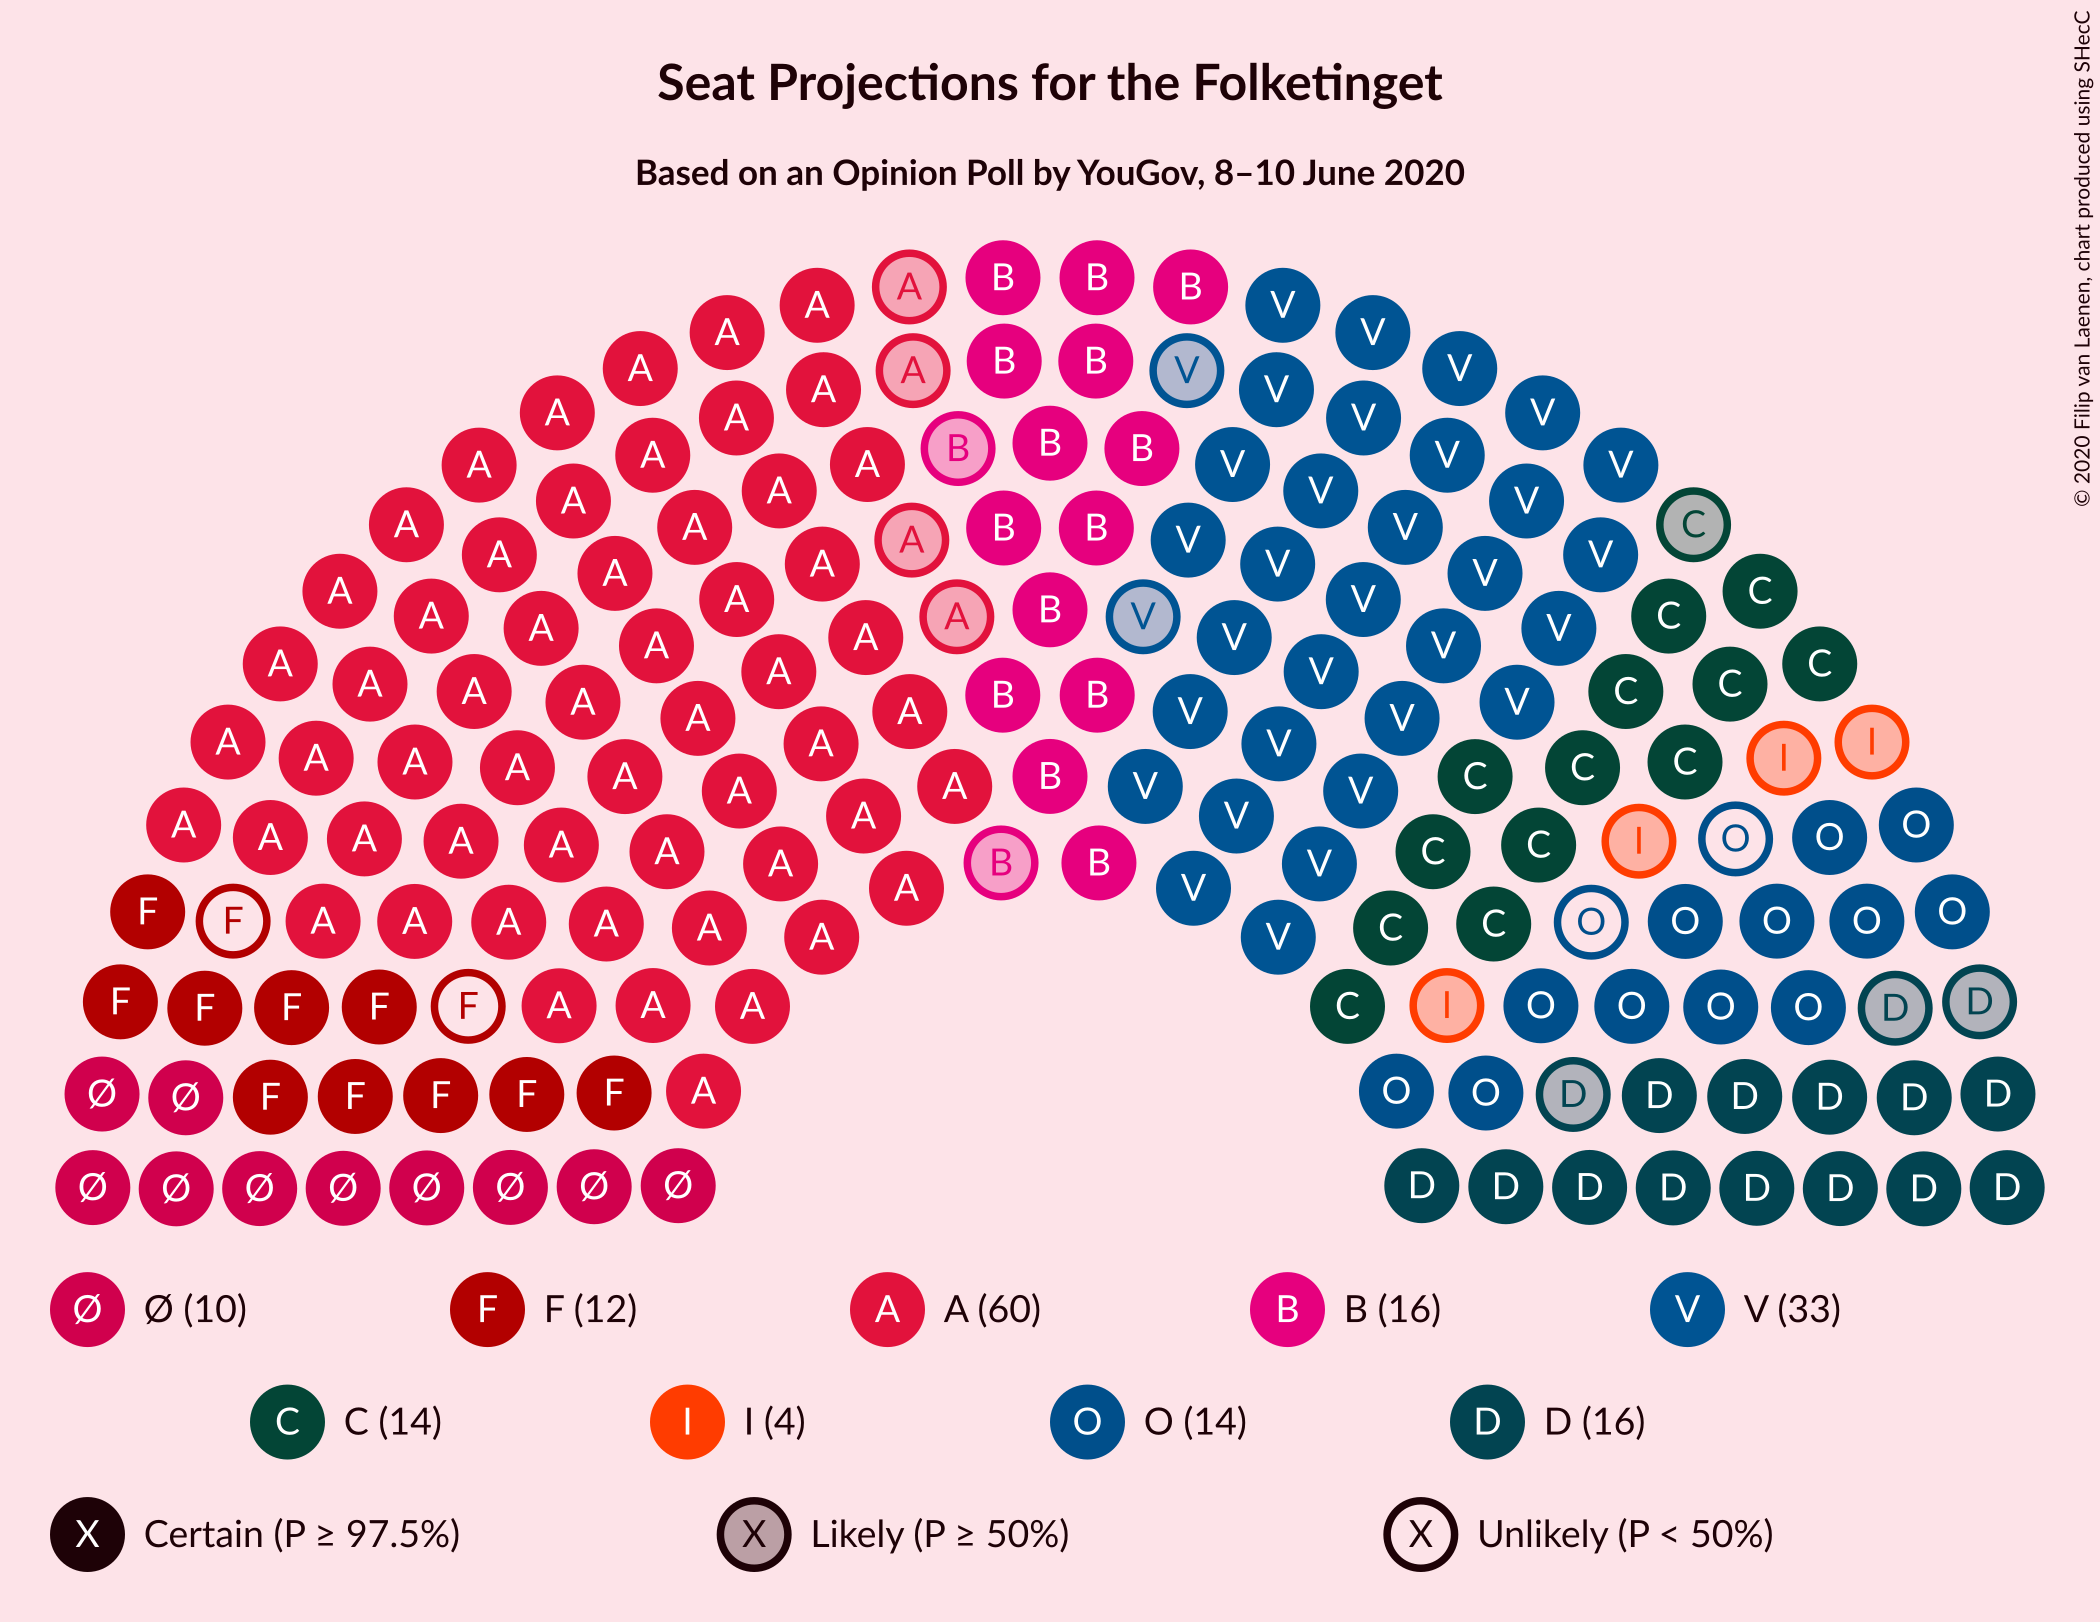 Seat Projections for the Folketinget
Based on an Opinion Poll by YouGov, 8–10 June 2020
© 2020 Filip van Laenen, chart produced using SHecC
A B B B V
A A V V
A A B B V V V
A A V V
A B B B V
A A A V V V
A A V V
A A A V V V C
A A B B V V
A A A V V V
A A A V V V
A A A B V V C C
A A A V V V
A A A V V C
A A A C C
A A A B B V V V
A A A V V I
A A A C C C I
A A A A B V V C
A A A V
A A A A V V O O
A A A A A C C I O
A A B B V
A A V
F O
F A A A A A A V C C O O O O O
F F
F F F F A A A C I O O O O D D
Ø Ø F F F F F A O O D D D D D D
Ø Ø Ø Ø Ø Ø Ø Ø D D D D D D D D
Ø Ø (10) F F (12) A A (60) B B (16) V V (33)
C C (14) I I (4) O O (14) D D (16)
X Certain (P ≥ 97.5%) X Likely (P ≥ 50%) X Unlikely (P < 50%)